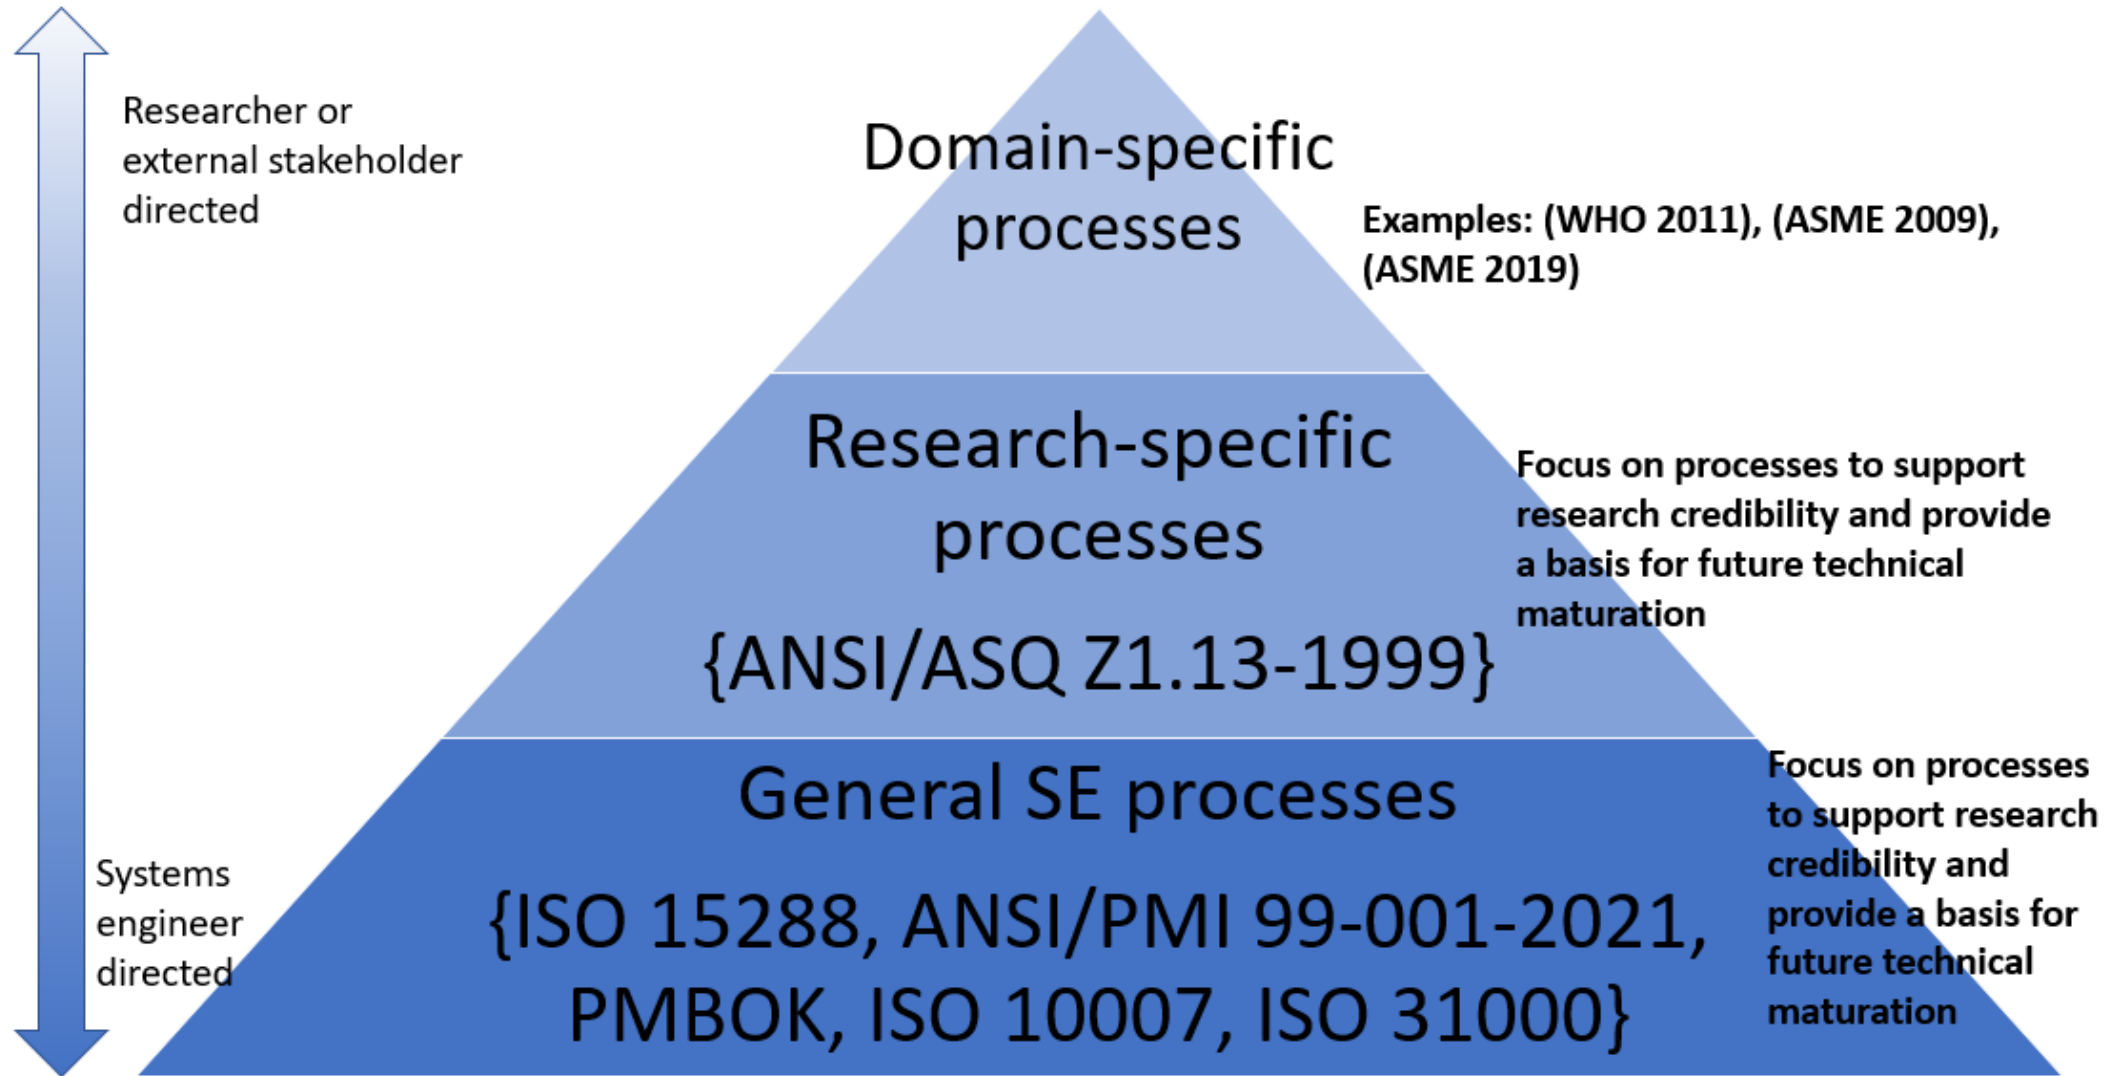 Researcher or
external stakeholder
directed
Domain-specific
processes
Examples: (WHO 2011), (ASME 2009),
(ASME 2019)
Research-specific
processes
{ANSI/ASQ Z1.13-1999}
Focus on processes to support
research credibility and provide
a basis for future technical
maturation
General SE processes
{ISO 15288, ANSI/PMI 99-001-2021,
PMBOK, ISO 10007, ISO 31000}
Focus on processes
to support research
credibility and
provide a basis for
future technical
maturation
Systems
engineer
directed